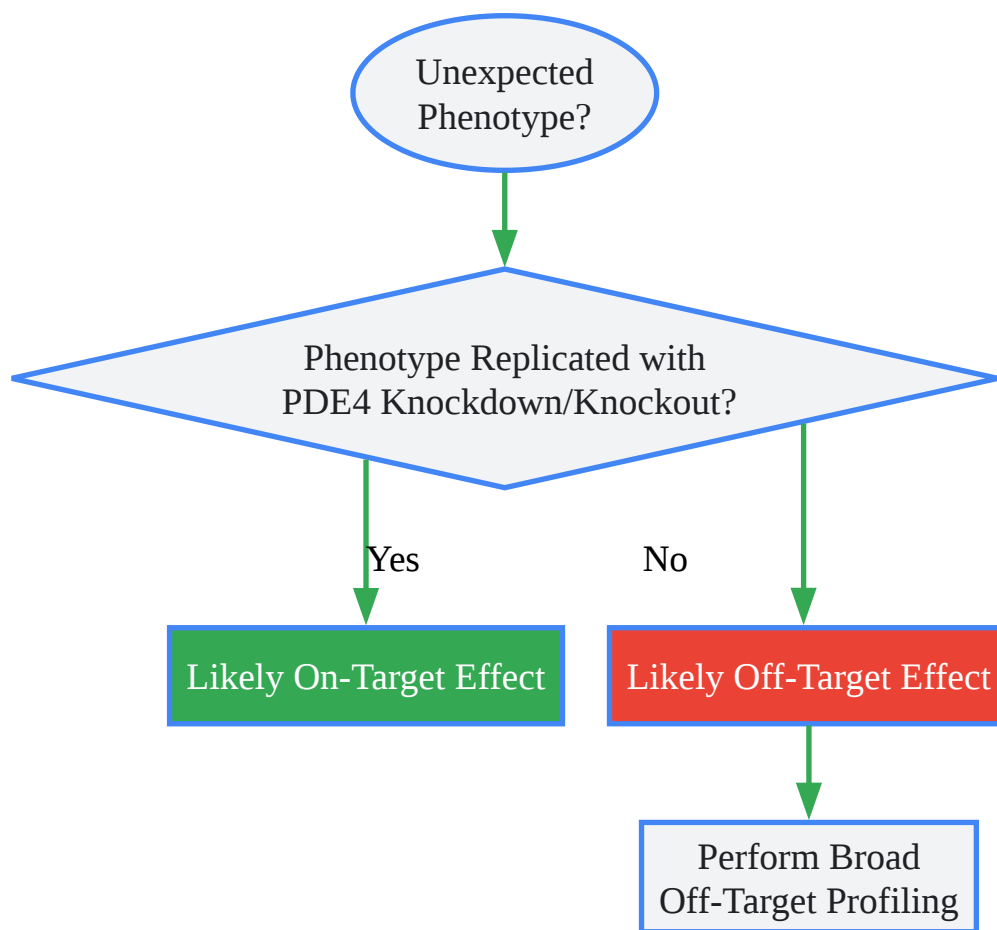 Unexpected
Phenotype?
Phenotype Replicated with
PDE4 Knockdown/Knockout?
Yes
No
Likely On-Target Effect
Likely Off-Target Effect
Perform Broad
Off-Target Profiling